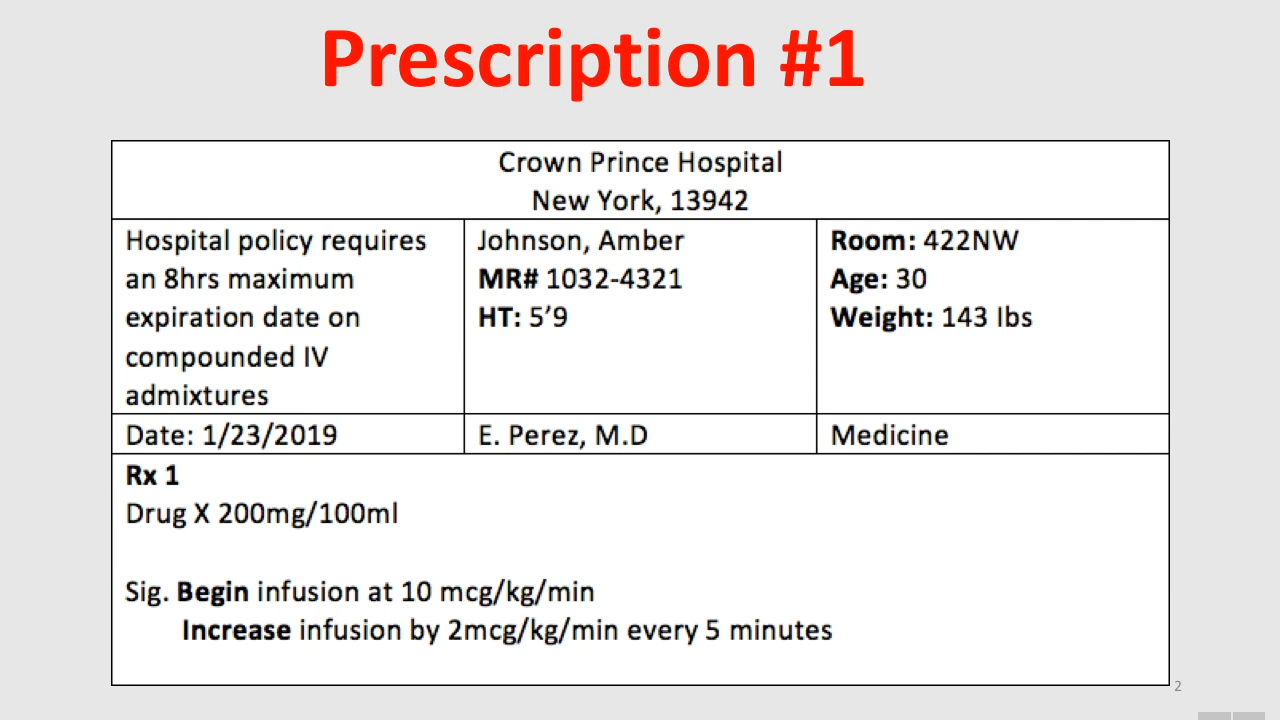 Prescription #1
Crown Prince Hospital
New York, 13942
Hospital policy requires
an 8hrs maximum
expiration date on
compounded IV
admixtures
Johnson, Amber
MR# 1032-4321
HT: 5’9
Room: 422NW
Age: 30
Weight: 143 lbs
Date: 1/23/2019
E. Perez, M.D
Medicine
Rx 1
Drug X 200mg/100ml
Sig. Begin infusion at 10 mcg/kg/min
Increase infusion by 2mcg/kg/min every 5 minutes
2